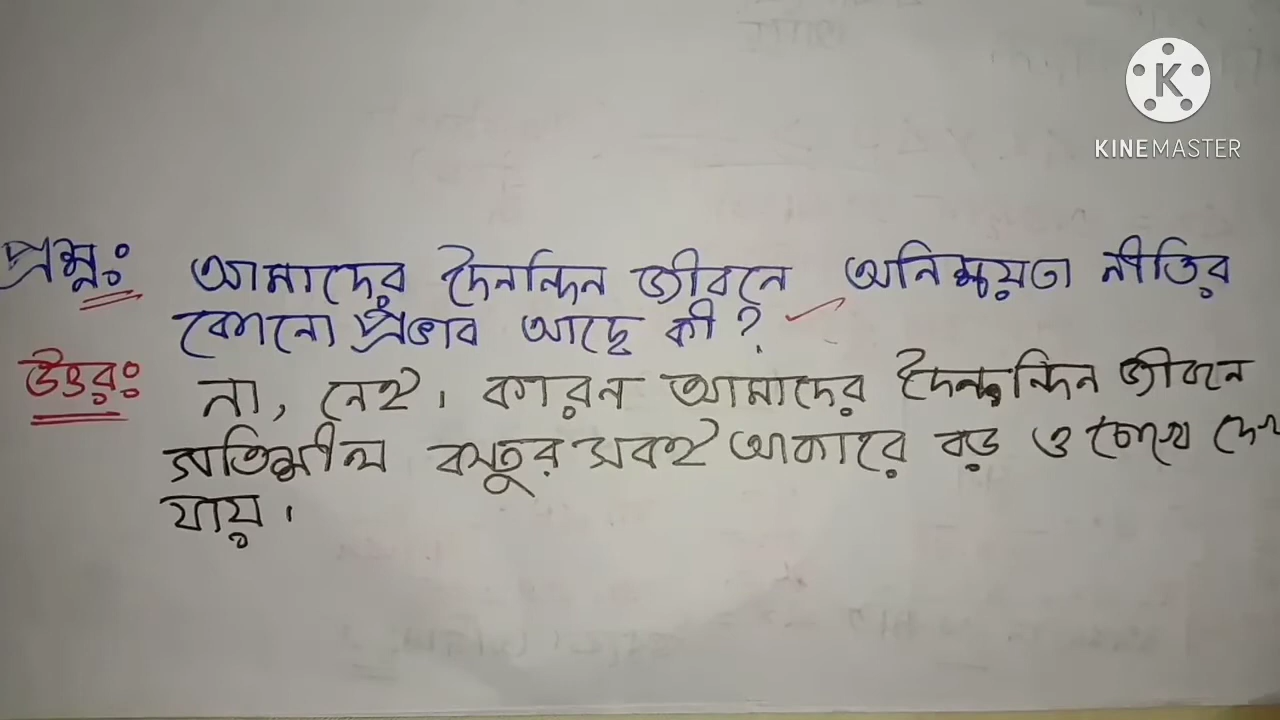 K
KINEMASTER
প্রশ্নঃ আমাদের দৈনন্দিন জীবনে অনিশ্চয়তা নীতির
কোনো প্রভাব আছে কী?
উত্তরঃ না, নেই। কারন আমাদের দৈনন্দিন জীবনে
গতিশীল বস্তুর সবই আকারে বড় ও চোখে দেখ
যায়।